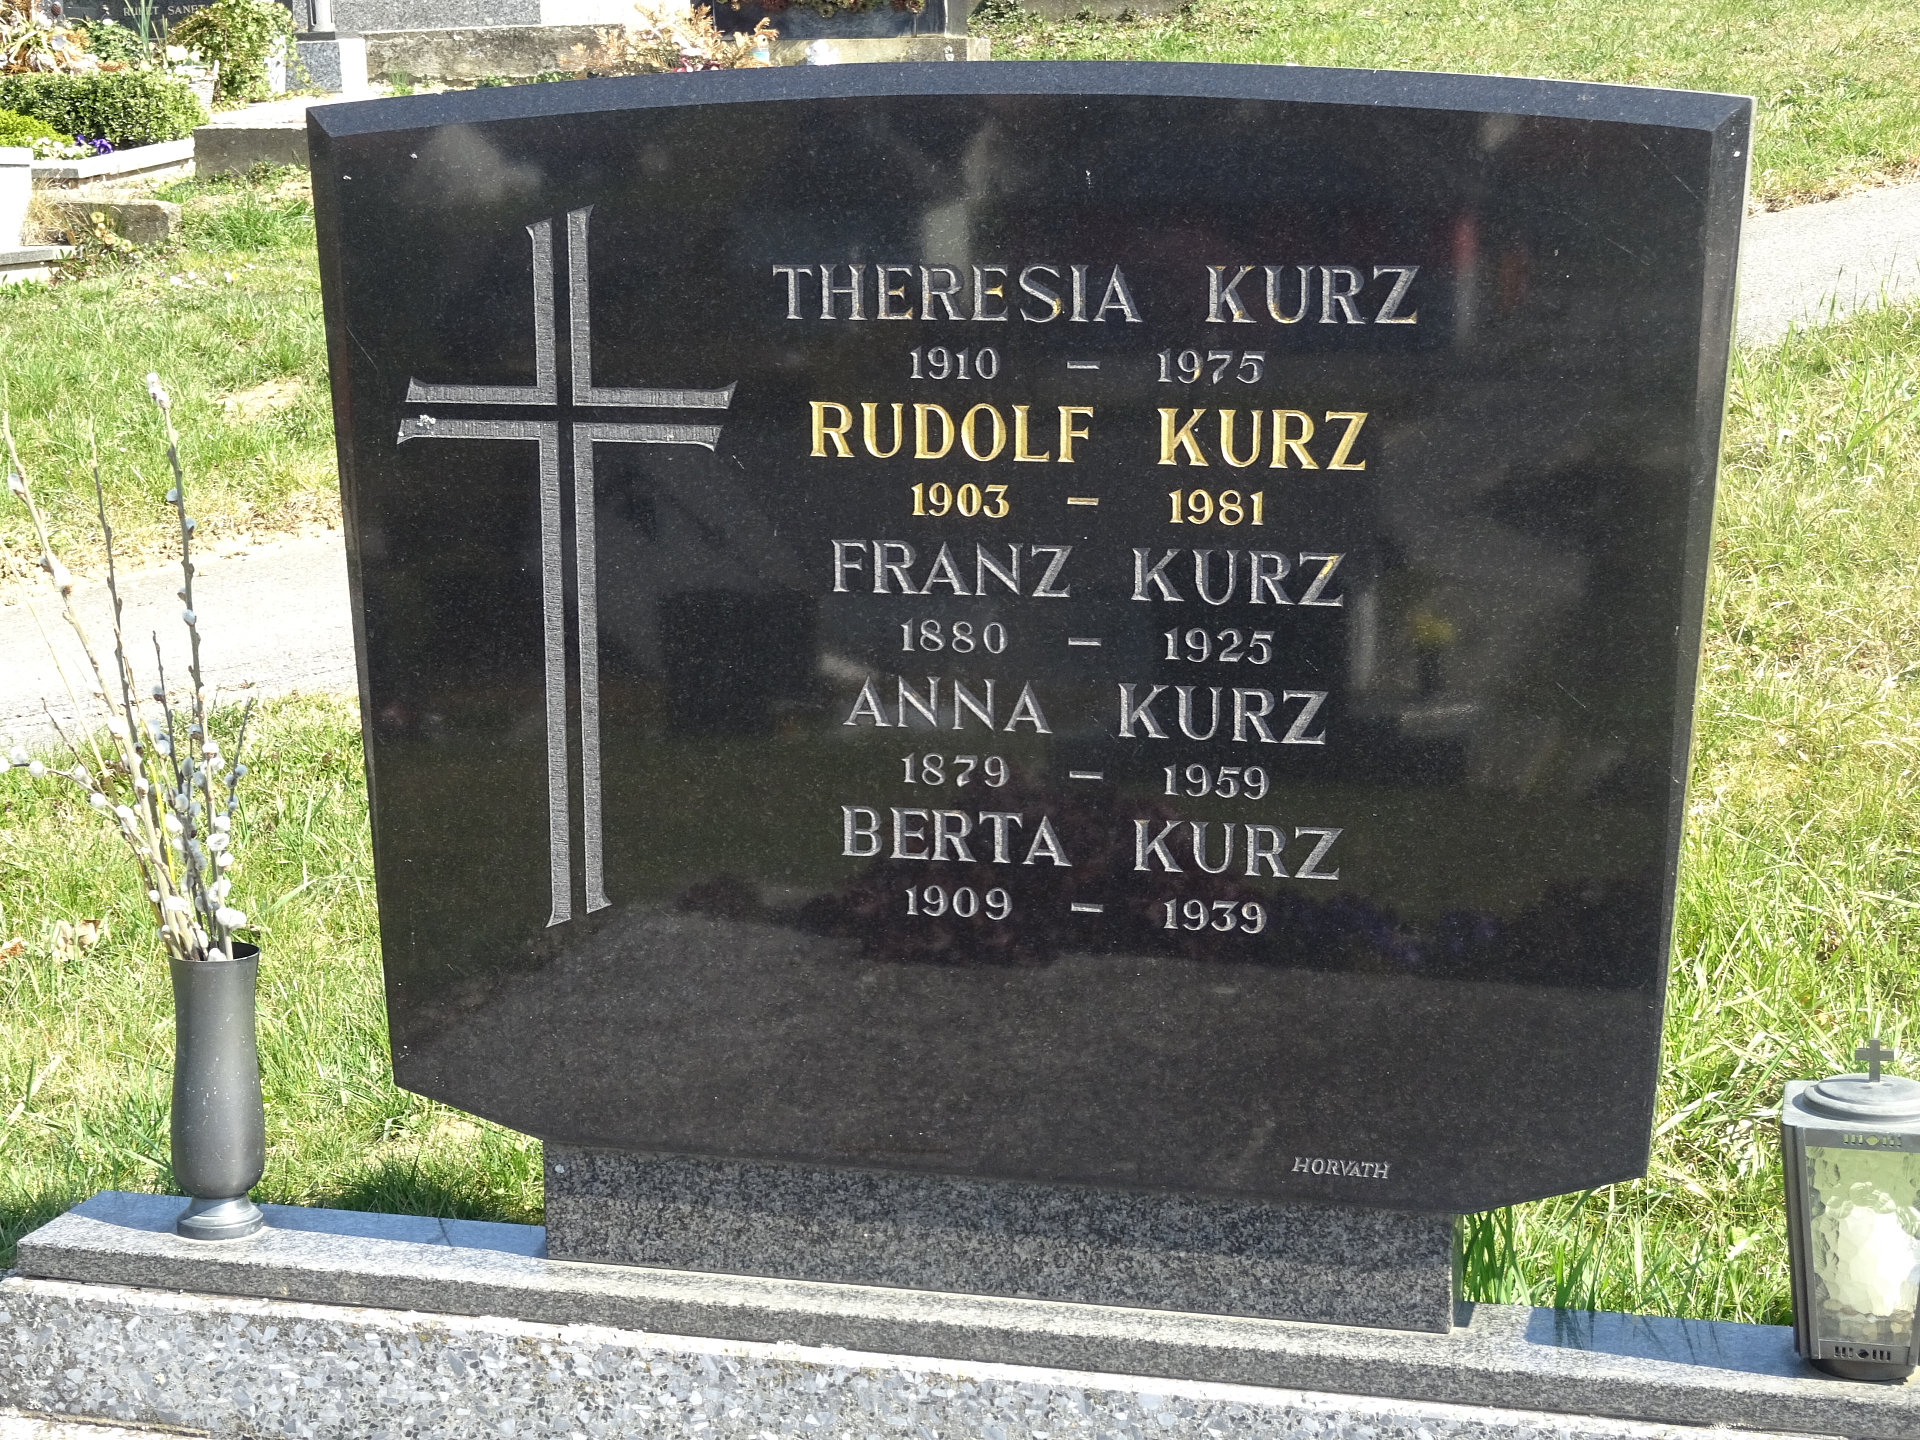 THERESIA KURZ
1910 – 1975
RUDOLF KURZ
1903 – 1981
FRANZ KURZ
1880 – 1925
ANNA KURZ
1879 – 1959
BERTA KURZ
1909 – 1939
HORVATH